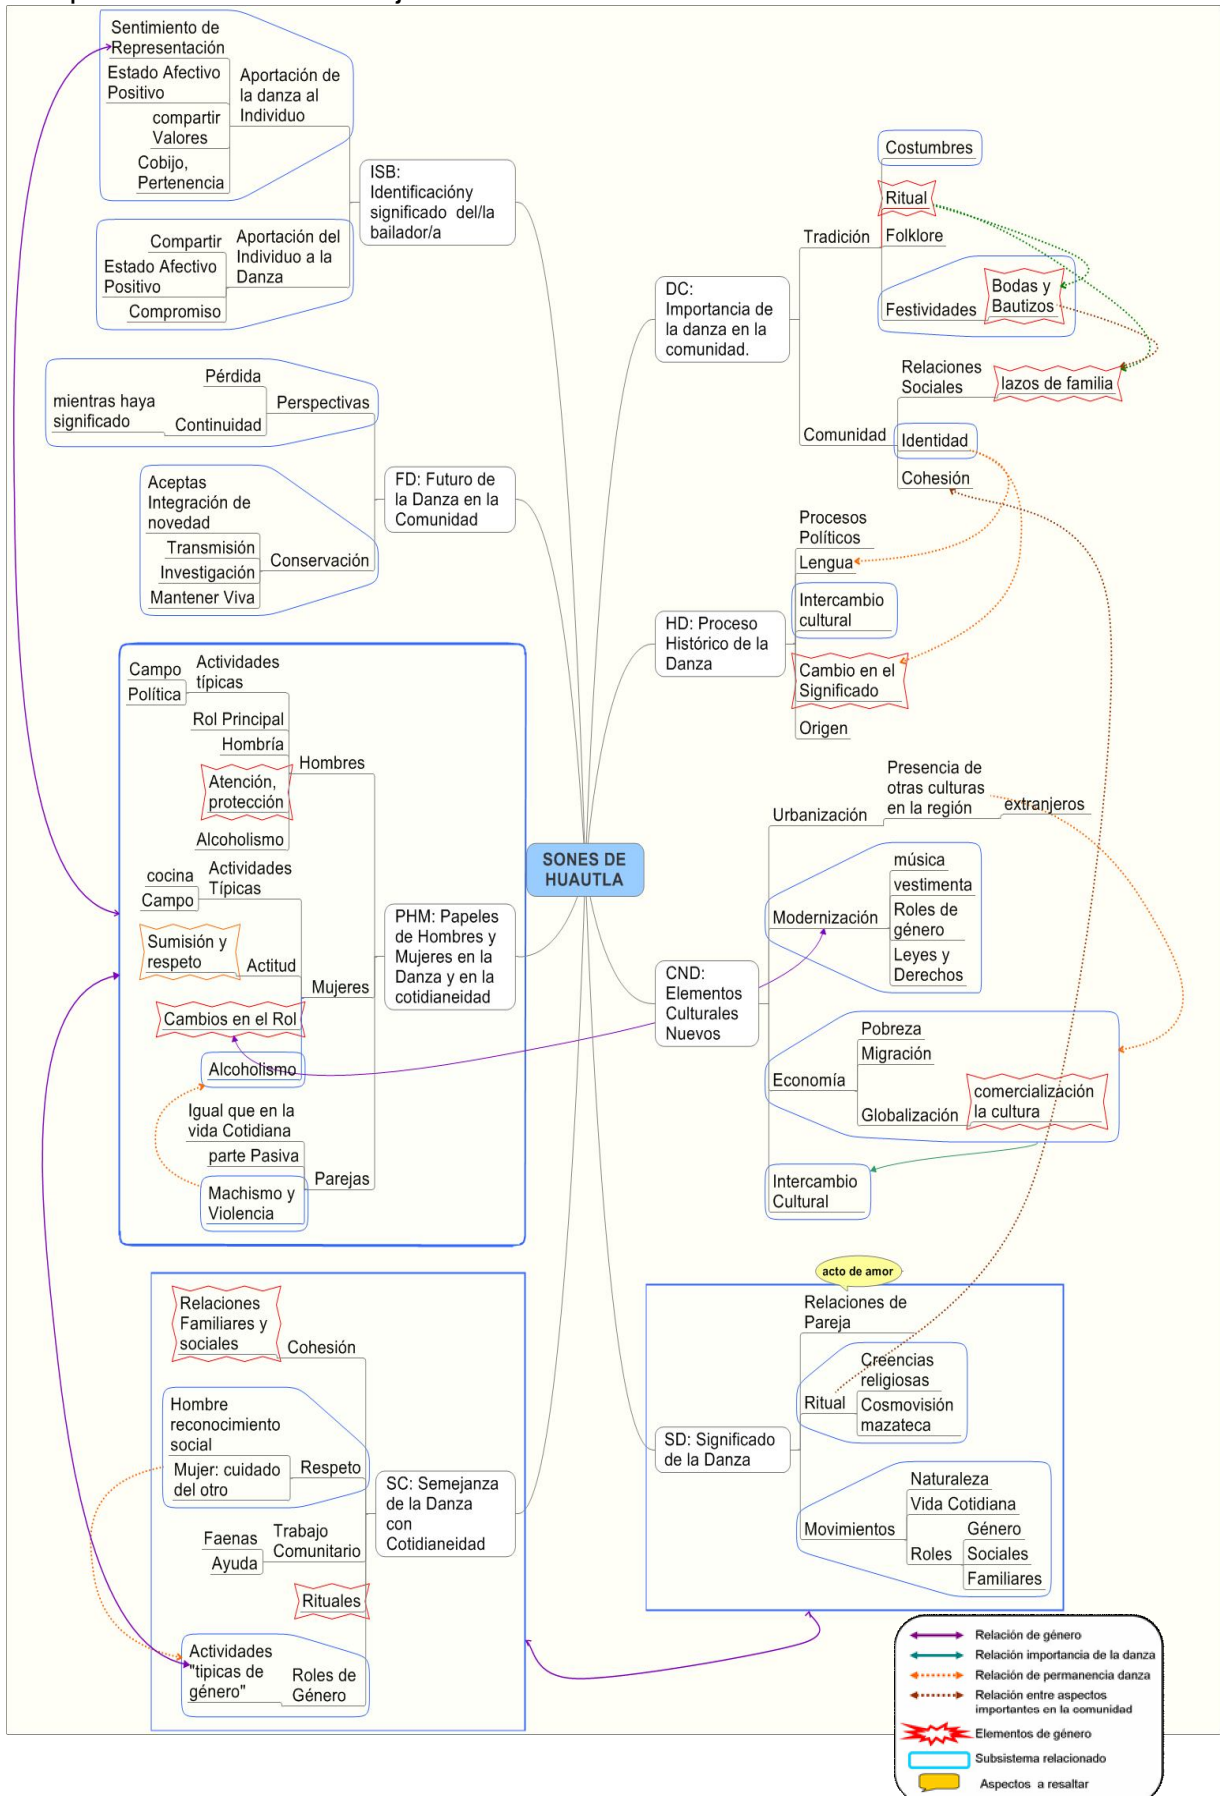 Sentimiento de
Representación
Estado Afectivo
Positivo
compartir
Valores
Cobijo,
Pertenencia
Aportación de
la danza al
Individuo
Compartir
Estado Afectivo
Positivo
Compromiso
Aportación del
Individuo a la
Danza
ISB:
Identificacióny
significado del/la
bailador/a
Pérdida
mientras haya
significado
Continuidad
Perspectivas
Aceptas
Integración de
novedad
Transmisión
Investigación
Mantener Viva
Conservación
FD: Futuro de
la Danza en la
Comunidad
Campo
Política
Actividades
típicas
Rol Principal
Hombría
Atención,
protección
Alcoholismo
Hombres
cocina
Campo
Actividades
Típicas
Sumisión y
respeto
Actitud
Cambios en el Rol
Alcoholismo
Mujeres
Igual que en la
vida Cotidiana
parte Pasiva
Machismo y
Violencia
Parejas
PHM: Papeles
de Hombres y
Mujeres en la
Danza y en la
cotidianeidad
Relaciones
Familiares y
sociales
Cohesión
Hombre
reconocimiento
social
Mujer: cuidado
del otro
Respeto
Faenas
Ayuda
Trabajo
Comunitario
Rituales
Actividades
"tipicas de
género"
Roles de
Género
SC: Semejanza
de la Danza
con
Cotidianeidad
SONES DE
HUAUTLA
DC:
Importancia de
la danza en la
comunidad.
Tradición
Costumbres
Ritual
Folklore
Festividades
Bodas y
Bautizos
Comunidad
Relaciones
Sociales
lazos de familia
Identidad
Cohesión
HD: Proceso
Histórico de la
Danza
Procesos
Políticos
Lengua
Intercambio
cultural
Cambio en el
Significado
Origen
CND:
Elementos
Culturales
Nuevos
Urbanización
Presencia de
otras culturas
en la región
extranjeros
Modernización
música
vestimenta
Roles de
género
Leyes y
Derechos
Economía
Pobreza
Migración
Globalización
comercialización
la cultura
Intercambio
Cultural
acto de amor
SD: Significado
de la Danza
Relaciones de
Pareja
Ritual
Creencias
religiosas
Cosmovisión
mazateca
Movimientos
Naturaleza
Vida Cotidiana
Roles
Género
Sociales
Familiares
Relación de género
Relación importancia de la danza
Relación de permanencia danza
Relación entre aspectos
importantes en la comunidad
Elementos de género
Subsistema relacionado
Aspectos a resaltar